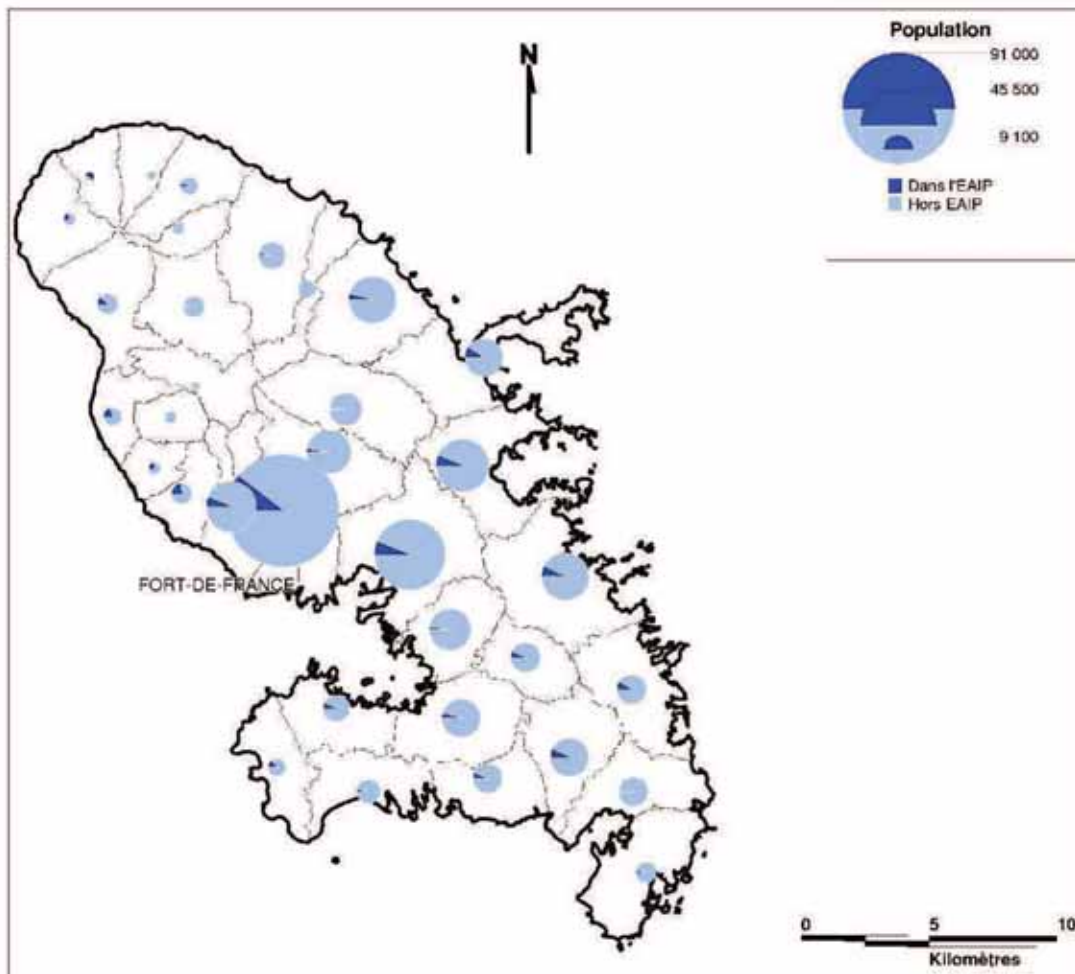 Population
91 000
45 500
9 100
Dans l'EAIP
Hors EAIP
N
FORT-DE-FRANCE
0 5 10
Kilomètres